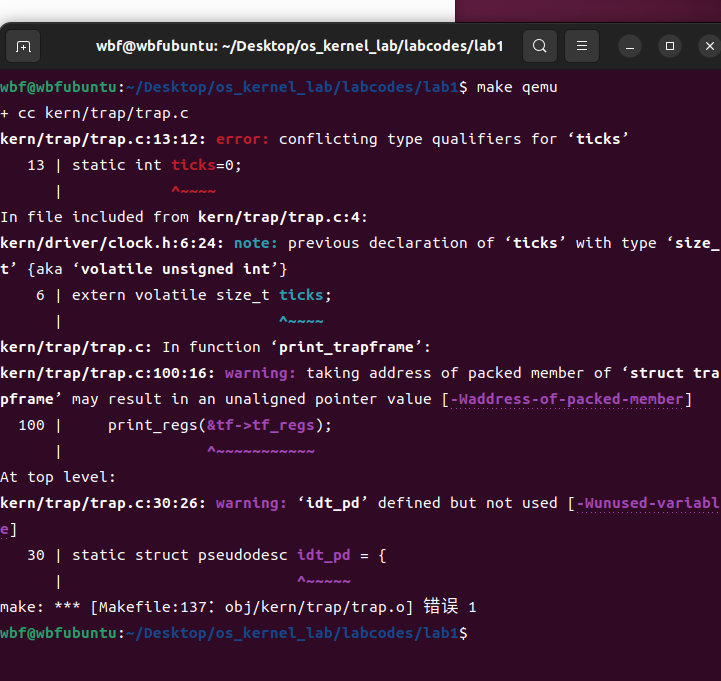 wbf@wbfubuntu: ~/Desktop/os_kernel_lab/labcodes/lab1
wbf@wbfubuntu:~/Desktop/os_kernel_lab/labcodes/lab1$ make qemu
+ cc kern/trap/trap.c
kern/trap/trap.c:13:12: error: conflicting type qualifiers for ‘ticks’
   13 | static int ticks=0;
      |            ^~~~~
In file included from kern/trap/trap.c:4:
kern/driver/clock.h:6:24: note: previous declaration of ‘ticks’ with type ‘size_
t’ {aka ‘volatile unsigned int’}
    6 | extern volatile size_t ticks;
      |                        ^~~~~
kern/trap/trap.c: In function ‘print_trapframe’:
kern/trap/trap.c:100:16: warning: taking address of packed member of ‘struct tra
pframe’ may result in an unaligned pointer value [-Waddress-of-packed-member]
  100 |     print_regs(&tf->tf_regs);
      |                ^~~~~~~~~~~~
At top level:
kern/trap/trap.c:30:26: warning: ‘idt_pd’ defined but not used [-Wunused-variabl
e]
   30 | static struct pseudodesc idt_pd = {
      |                          ^~~~~~
make: *** [Makefile:137：obj/kern/trap/trap.o] 错误 1
wbf@wbfubuntu:~/Desktop/os_kernel_lab/labcodes/lab1$